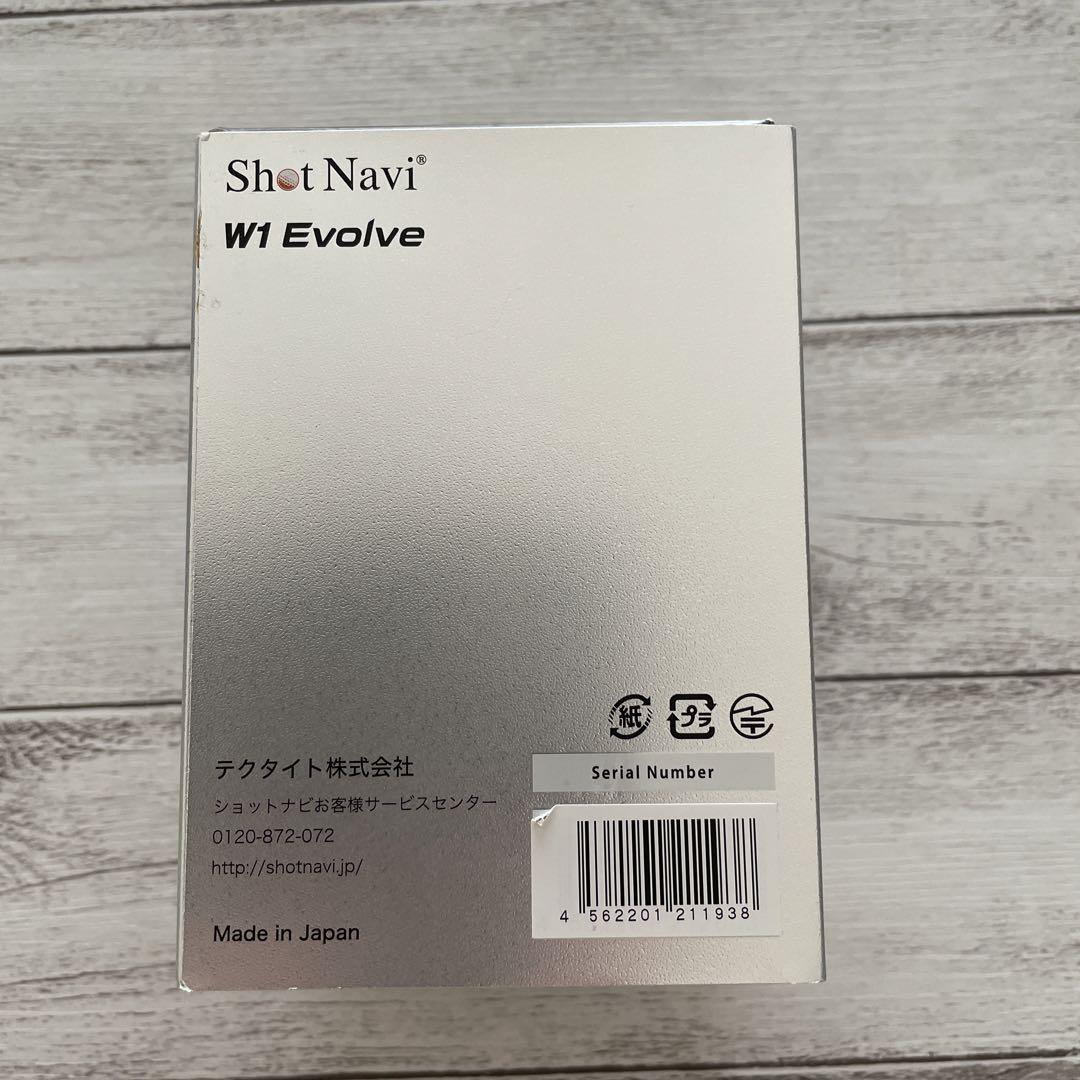 Shot Navi®
W1 Evolve
紙
プラ
テクタイト株式会社
ショットナビお客様サービスセンター
0120-872-072
http://shotnavi.jp/
Made in Japan
Serial Number
4 562201 211938